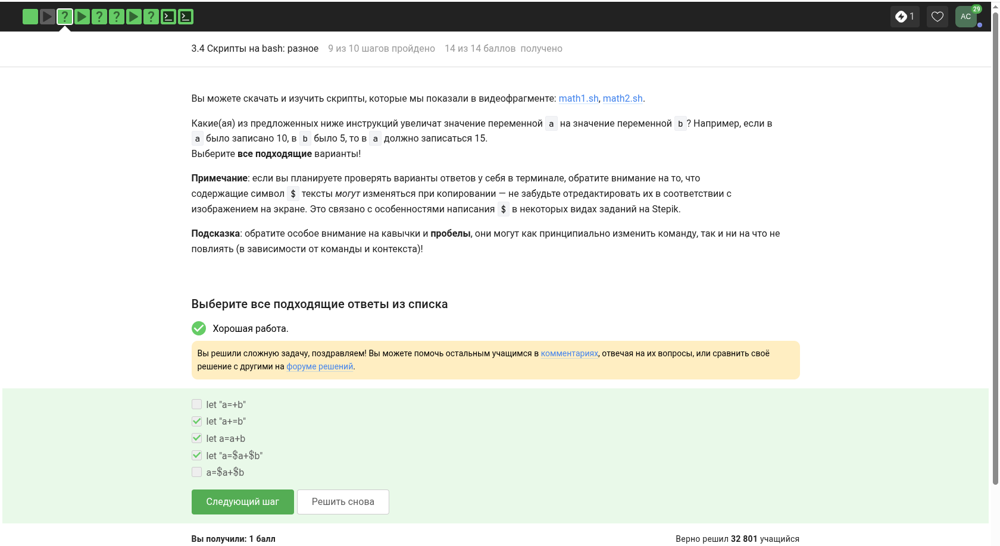 1
AC
29
3.4 Скрипты на bash: разное 9 из 10 шагов пройдено 14 из 14 баллов получено
Вы можете скачать и изучить скрипты, которые мы показали в видеофрагменте: math1.sh, math2.sh.
Какие(ая) из предложенных ниже инструкций увеличат значение переменной a на значение переменной b? Например, если в
a было записано 10, в b было 5, то в a должно записаться 15.
Выберите все подходящие варианты!
Примечание: если вы планируете проверять варианты ответов у себя в терминале, обратите внимание на то, что
содержащие символ $ тексты могут изменяться при копировании — не забудьте отредактировать их в соответствии с
изображением на экране. Это связано с особенностями написания $ в некоторых видах заданий на Stepik.
Подсказка: обратите особое внимание на кавычки и пробелы, они могут как принципиально изменить команду, так и ни на что не
повлиять (в зависимости от команды и контекста)!
Выберите все подходящие ответы из списка
Хорошая работа.
Вы решили сложную задачу, поздравляем! Вы можете помочь остальным учащимся в комментариях, отвечая на их вопросы, или сравнить своё
решение с другими на форуме решений.
let "a=+b"
let "a+=b"
let a=a+b
let "a=$a+$b"
a=$a+$b
Следующий шаг Решить снова
Вы получили: 1 балл Верно решил 32 801 учащийся